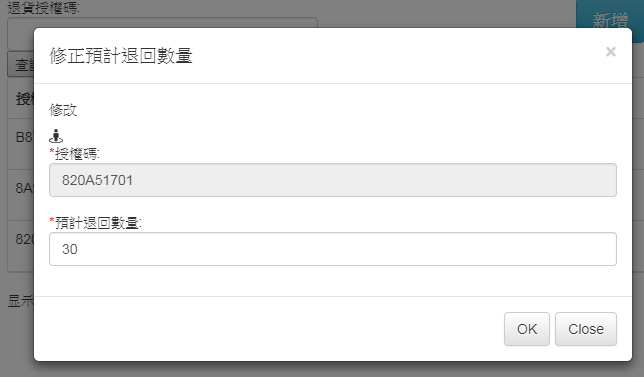 退貨授權碼:
新增
修正預計退回數量
×
查
授
修改
B8
*授權碼:
820A51701
8A
*預計退回數量:
820
30
显示
OK
Close